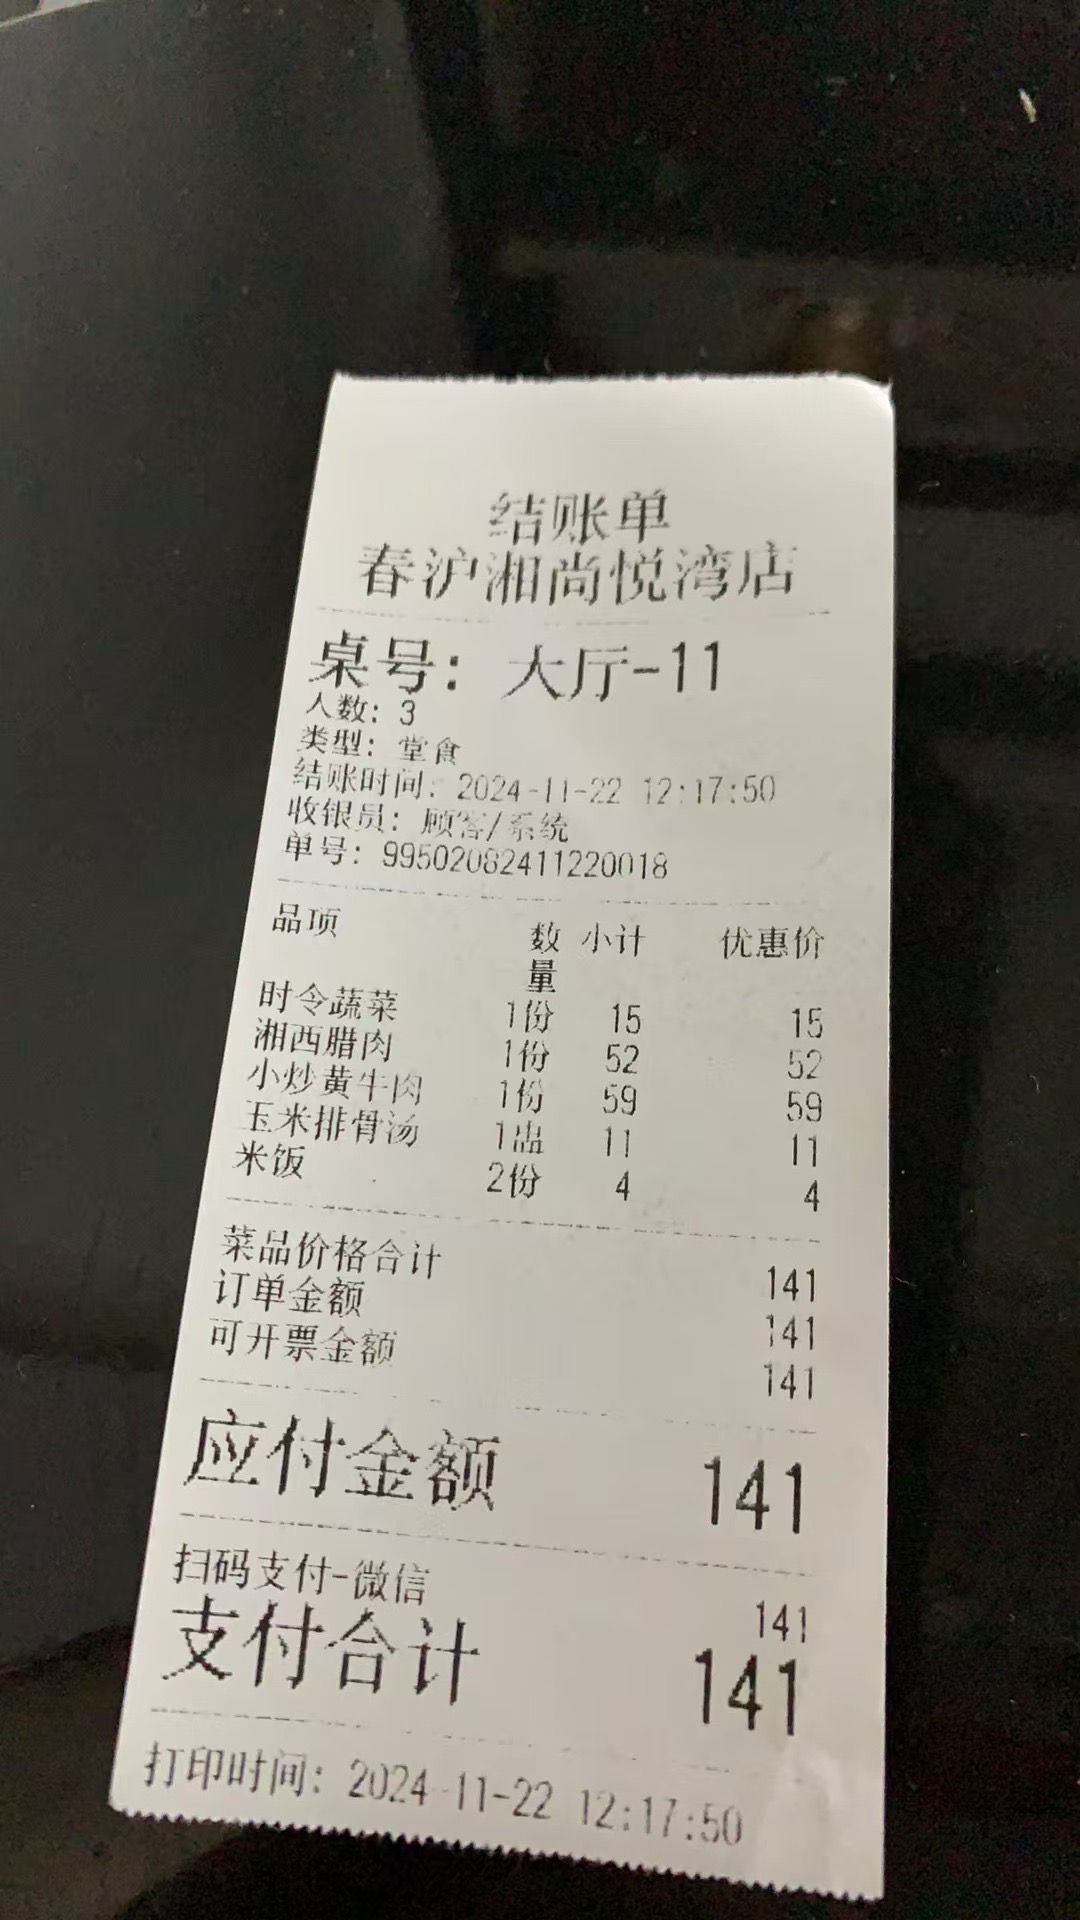 结账单
春沪湘尚悦湾店
桌号: 大厅-11
人数: 3
类型: 堂食
结账时间: 2024-11-22 12:17:50
收银员: 顾客/系统
单号: 99502082411220018
品项 数量 小计 优惠价
时令蔬菜 1份 15 15
湘西腊肉 1份 52 52
小炒黄牛肉 1份 59 59
玉米排骨汤 1盅 11 11
米饭 2份 4 4
菜品价格合计 141
订单金额 141
可开票金额 141
应付金额 141
扫码支付-微信 141
支付合计 141
打印时间: 2024-11-22 12:17:50